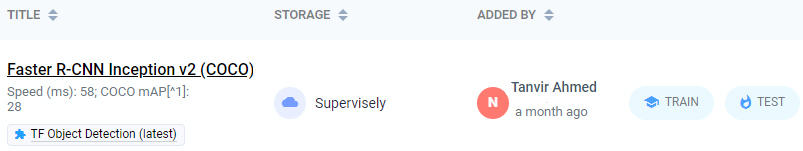 TITLE STORAGE ADDED BY
Faster R-CNN Inception v2 (COCO)
Speed (ms): 58; COCO mAP[^1]:
28
TF Object Detection (latest)
Supervisely
N
Tanvir Ahmed
a month ago
TRAIN
TEST